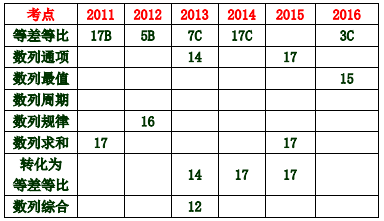 考点 2011 2012 2013 2014 2015 2016
等差等比 17B 5B 7C 17C 3C
数列通项 14 17
数列最值 15
数列周期
数列规律 16
数列求和 17 17
转化为
等差等比 14 17 17
数列综合 12